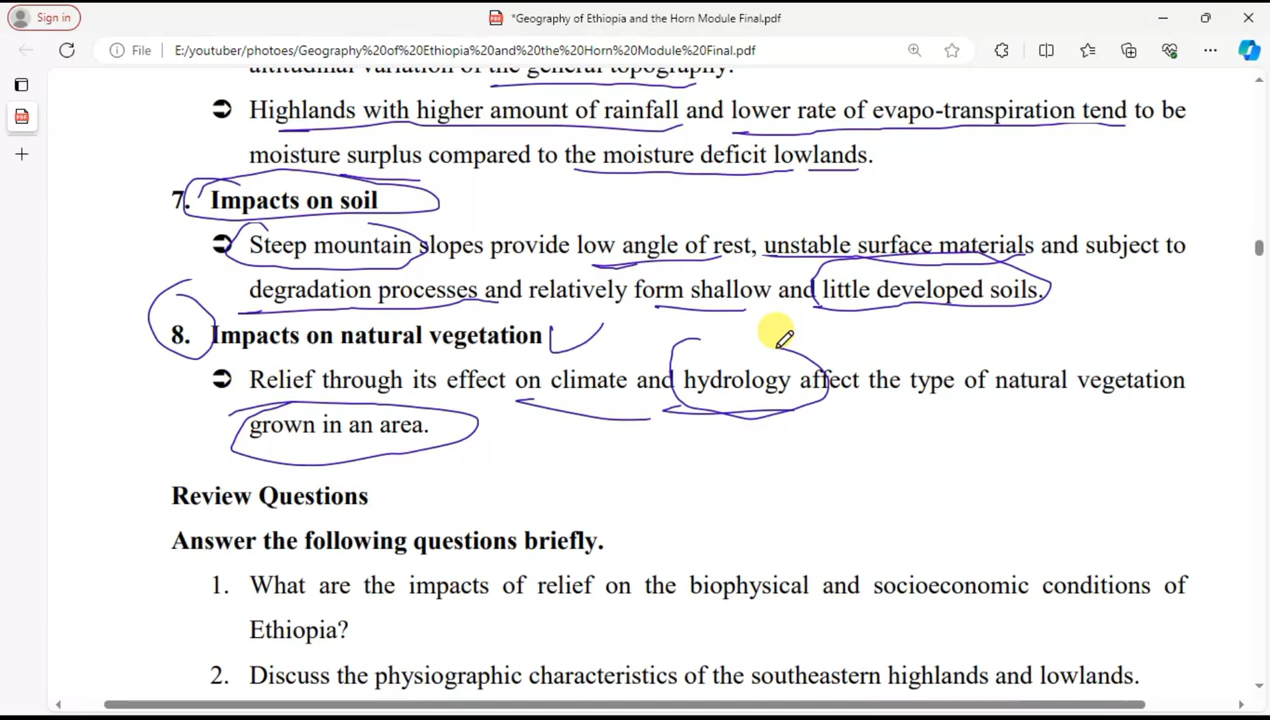 Sign in
*Geography of Ethiopia and the Horn Module Final.pdf
File
E:/youtuber/photoes/Geography%20of%20Ethiopia%20and%20the%20Horn%20Module%20Final.pdf
altitudinal variation of the general topography.
Highlands with higher amount of rainfall and lower rate of evapo-transpiration tend to be
moisture surplus compared to the moisture deficit lowlands.
7. Impacts on soil
Steep mountain slopes provide low angle of rest, unstable surface materials and subject to
degradation processes and relatively form shallow and little developed soils.
8. Impacts on natural vegetation
Relief through its effect on climate and hydrology affect the type of natural vegetation
grown in an area.
Review Questions
Answer the following questions briefly.
1. What are the impacts of relief on the biophysical and socioeconomic conditions of
Ethiopia?
2. Discuss the physiographic characteristics of the southeastern highlands and lowlands.